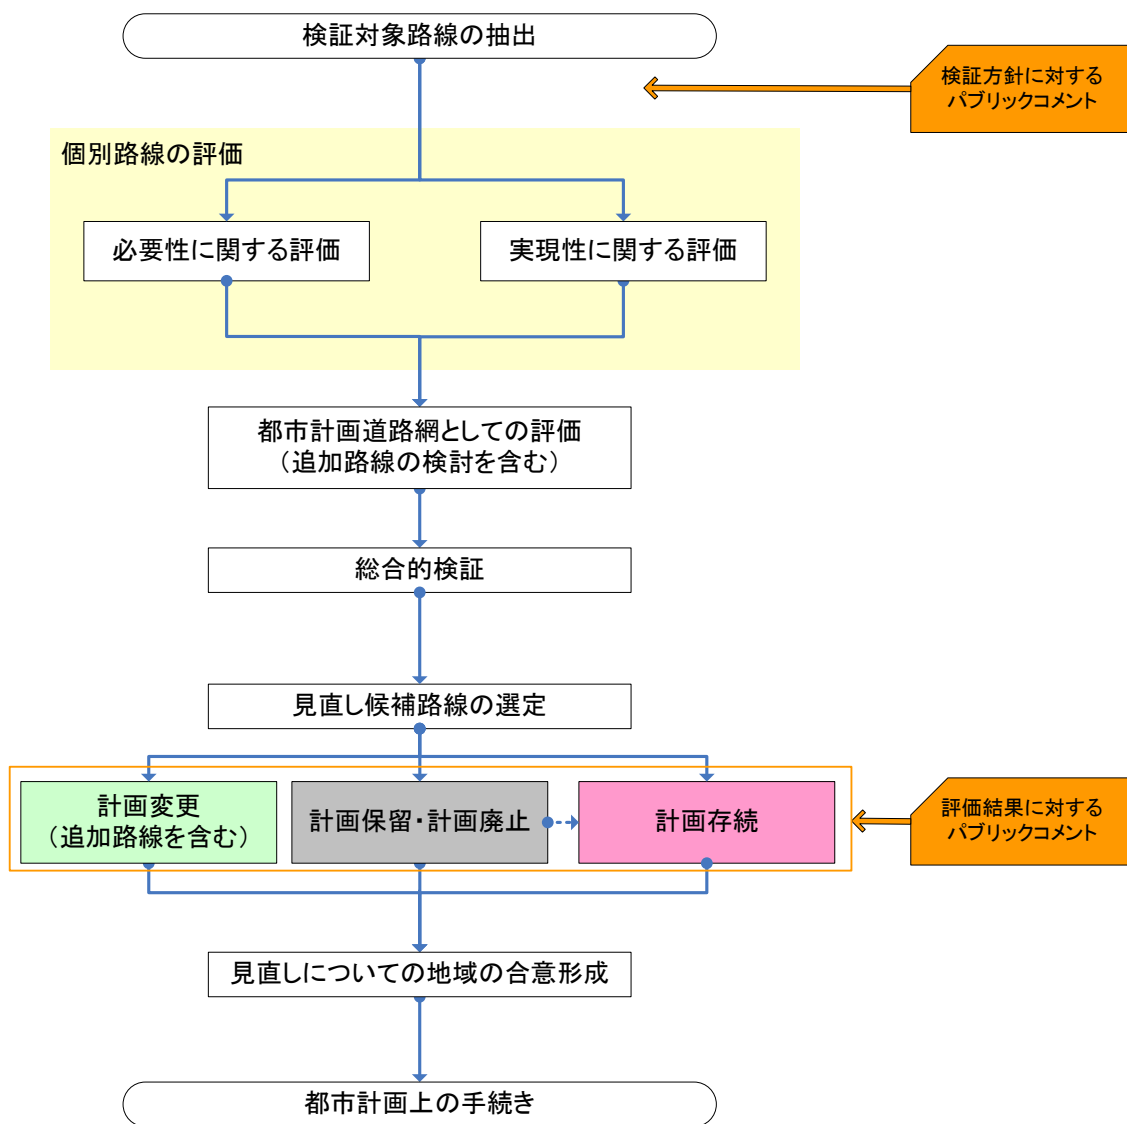 検証対象路線の抽出
検証方針に対する
パブリックコメント
個別路線の評価
必要性に関する評価
実現性に関する評価
都市計画道路網としての評価
（追加路線の検討を含む）
総合的検証
見直し候補路線の選定
計画変更
（追加路線を含む）
計画保留・計画廃止
計画存続
評価結果に対する
パブリックコメント
見直しについての地域の合意形成
都市計画上の手続き